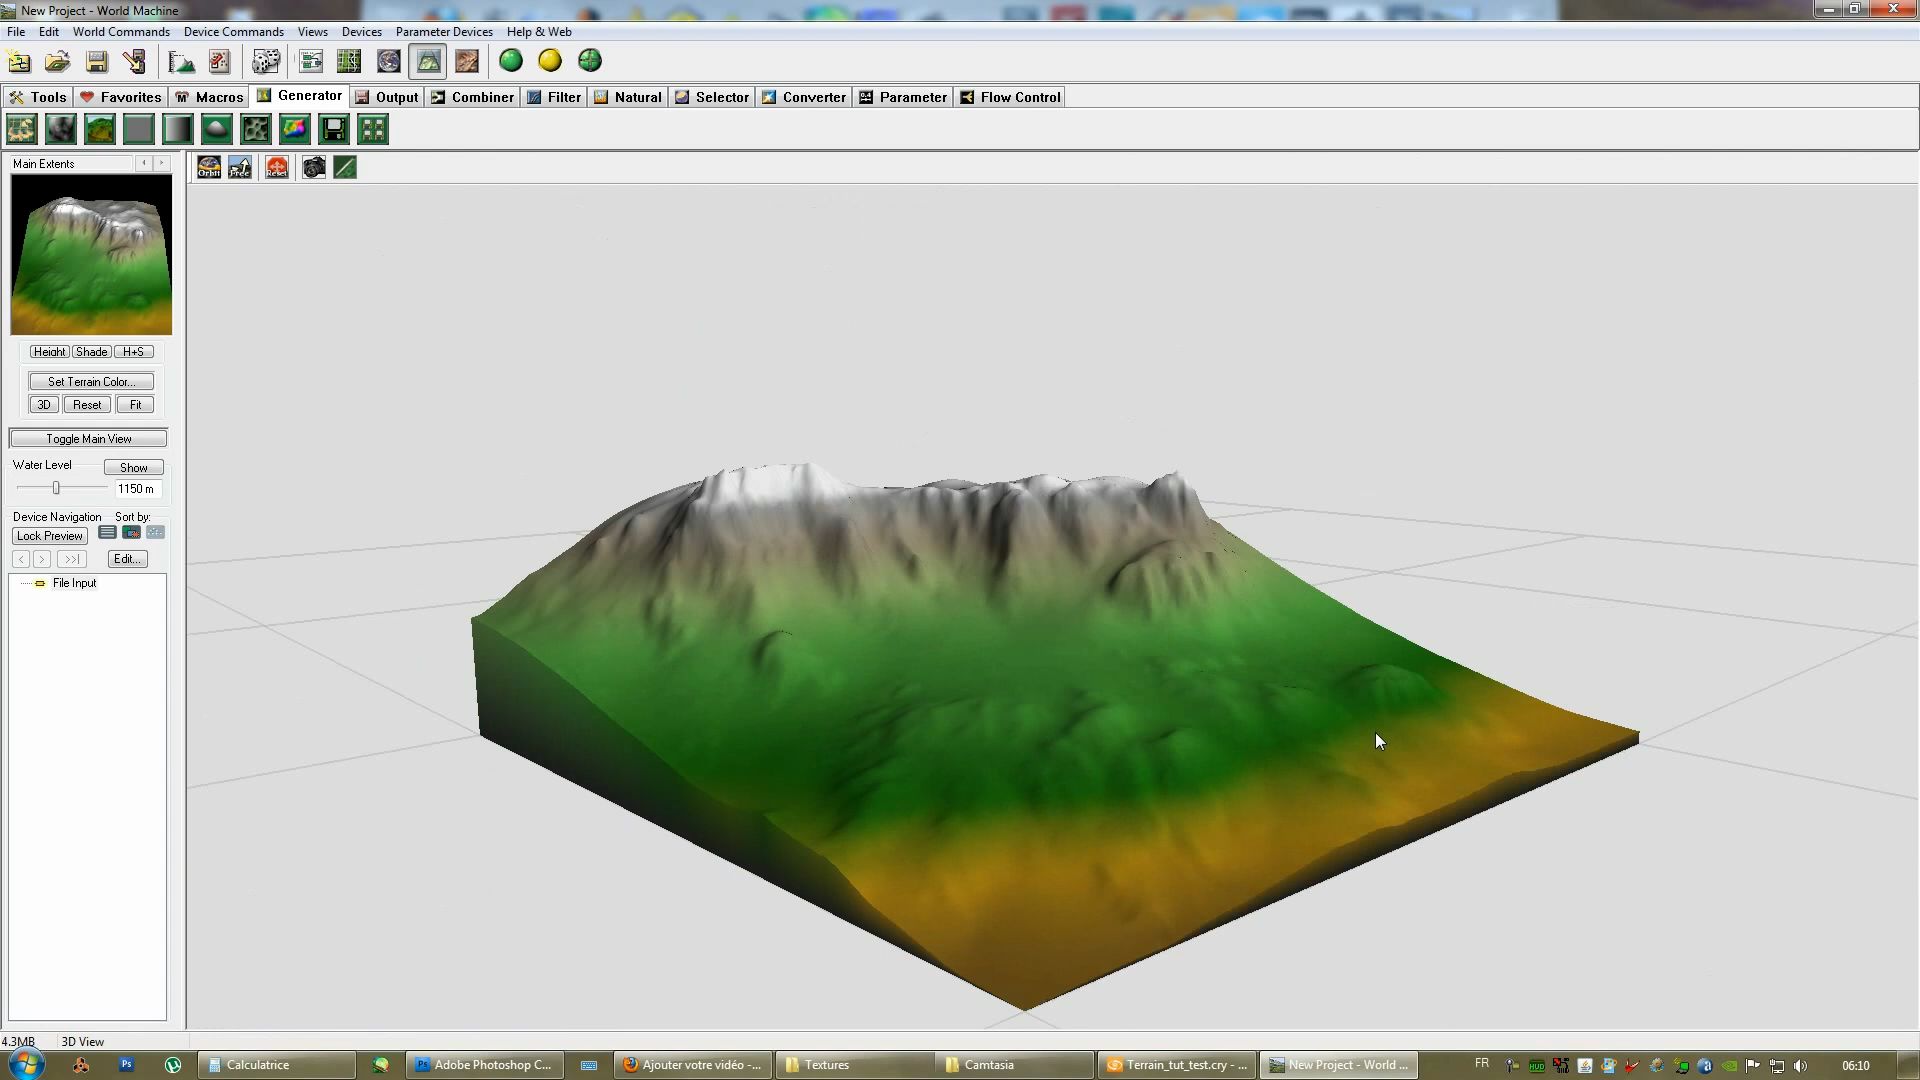 New Project - World Machine
File Edit World Commands Device Commands Views Devices Parameter Devices Help & Web
Tools Favorites Macros Generator Output Combiner Filter Natural Selector Converter Parameter Flow Control
Main Extents
Orbit Free Reset
Height Shade H+S
Set Terrain Color...
3D Reset Fit
Toggle Main View
Water Level Show
1150 m
Device Navigation Sort by:
Lock Preview
< > >>| Edit...
File Input
4.3MB 3D View
Calculatrice Adobe Photoshop C... Ajouter votre vidéo -... Textures Camtasia Terrain_tut_test.cry - ... New Project - World ... FR 06:10